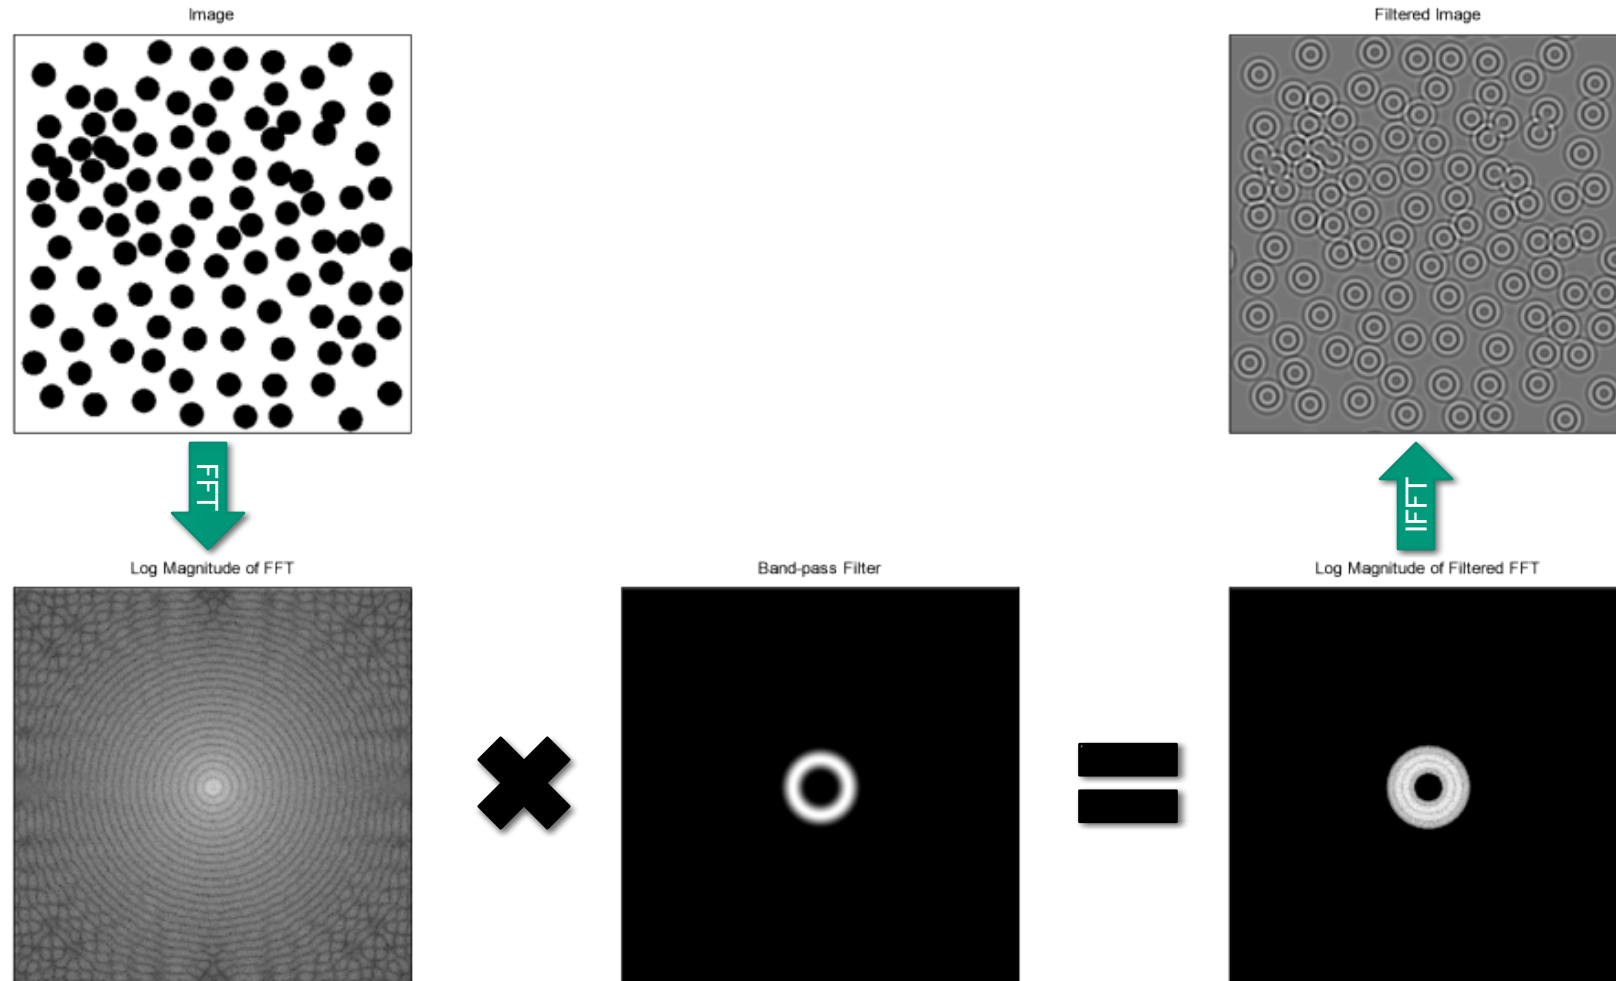 Image
Filtered Image
FFT
IFFT
Log Magnitude of FFT
Band-pass Filter
Log Magnitude of Filtered FFT